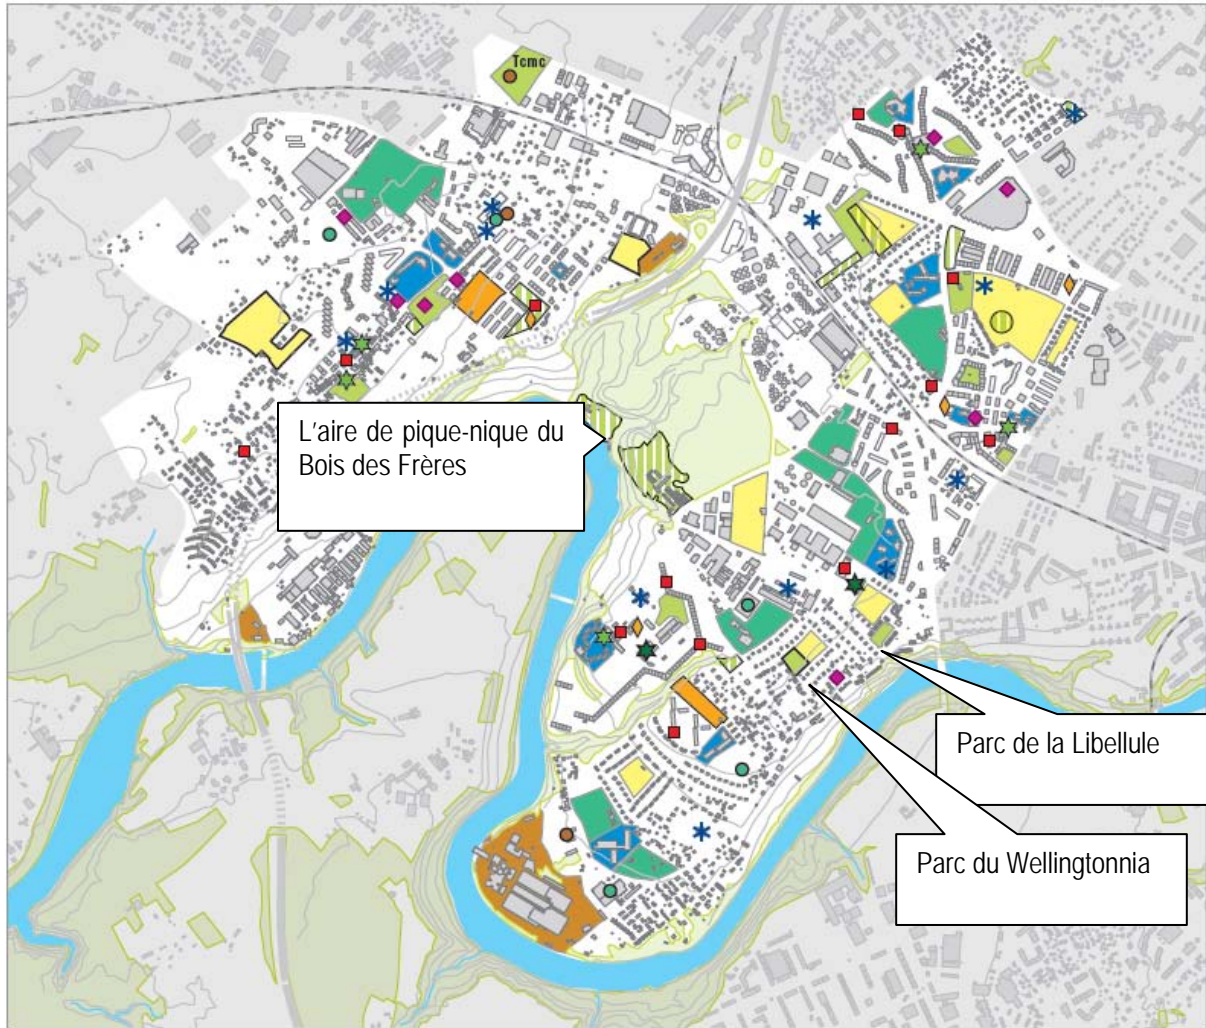 Tcmc
L'aire de pique-nique du
Bois des Frères
Parc de la Libellule
Parc du Wellingtonnia